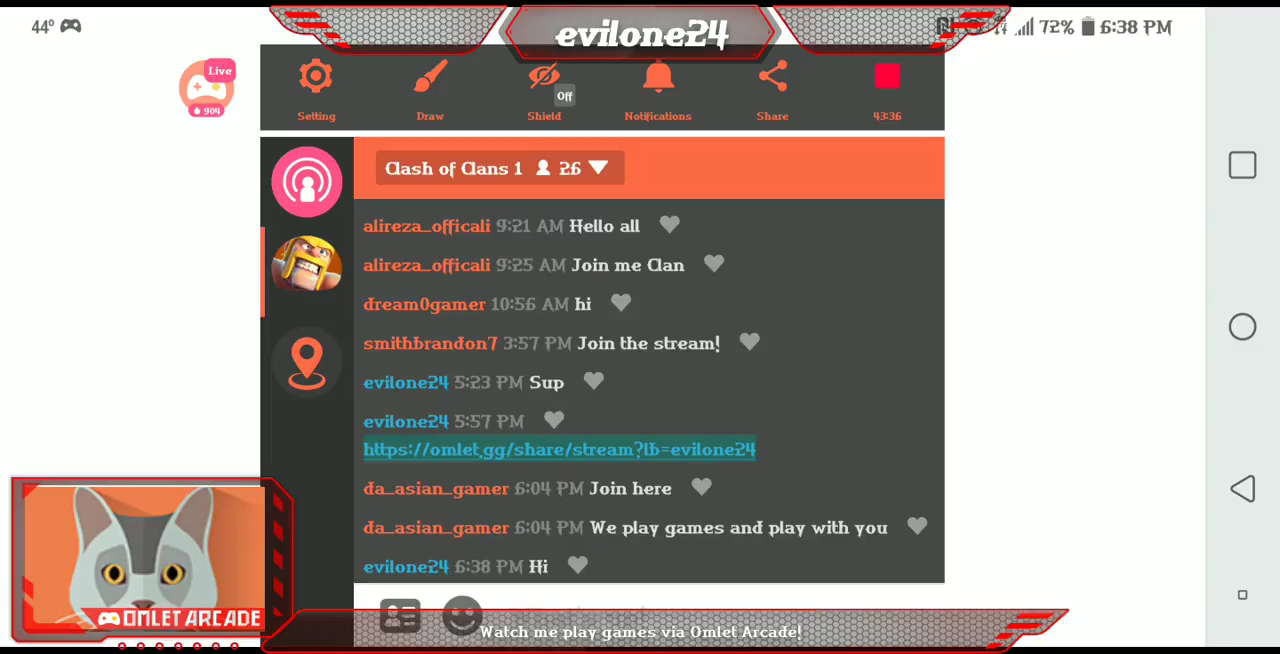 evilone24
44°
72% 6:38 PM
Live
904
Off
Setting Draw Shield Notifications Share 43:36
Clash of Clans 1 26
alireza_officali 9:21 AM Hello all
alireza_officali 9:25 AM Join me Clan
dream0gamer 10:56 AM hi
smithbrandon7 3:57 PM Join the stream!
evilone24 5:23 PM Sup
evilone24 5:57 PM
https://omlet.gg/share/stream?lb=evilone24
da_asian_gamer 6:04 PM Join here
da_asian_gamer 6:04 PM We play games and play with you
evilone24 6:38 PM Hi
OMLET ARCADE
Watch me play games via Omlet Arcade!